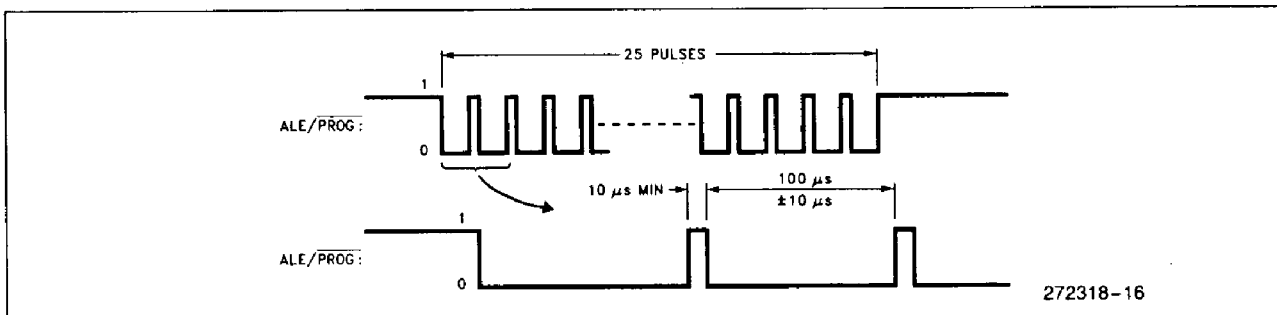 25 PULSES
1
ALE/PROG:
0
10 μs MIN
100 μs
±10 μs
1
ALE/PROG:
0
272318-16